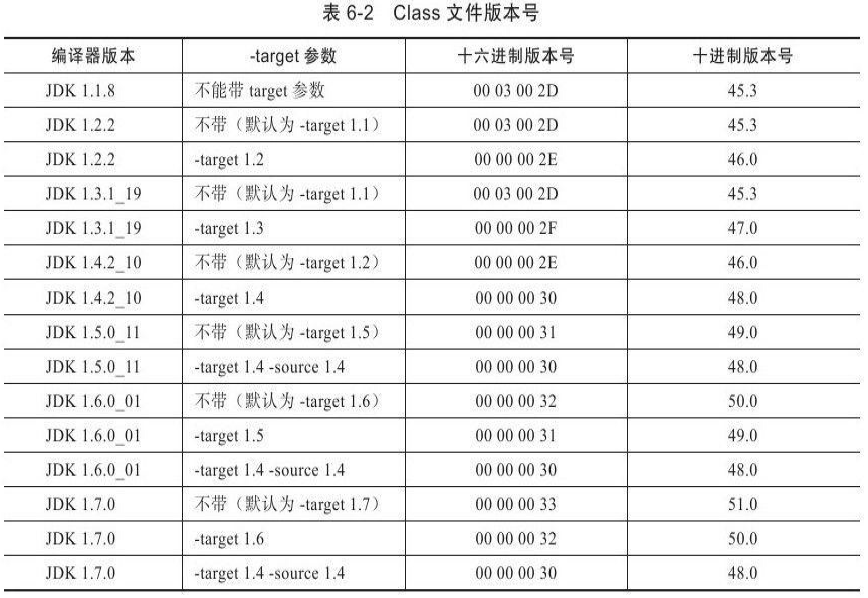 表 6-2 Class 文件版本号
编译器版本 -target 参数 十六进制版本号 十进制版本号
JDK 1.1.8 不能带 target 参数 00 03 00 2D 45.3
JDK 1.2.2 不带（默认为 -target 1.1） 00 03 00 2D 45.3
JDK 1.2.2 -target 1.2 00 00 00 2E 46.0
JDK 1.3.1_19 不带（默认为 -target 1.1） 00 03 00 2D 45.3
JDK 1.3.1_19 -target 1.3 00 00 00 2F 47.0
JDK 1.4.2_10 不带（默认为 -target 1.2） 00 00 00 2E 46.0
JDK 1.4.2_10 -target 1.4 00 00 00 30 48.0
JDK 1.5.0_11 不带（默认为 -target 1.5） 00 00 00 31 49.0
JDK 1.5.0_11 -target 1.4 -source 1.4 00 00 00 30 48.0
JDK 1.6.0_01 不带（默认为 -target 1.6） 00 00 00 32 50.0
JDK 1.6.0_01 -target 1.5 00 00 00 31 49.0
JDK 1.6.0_01 -target 1.4 -source 1.4 00 00 00 30 48.0
JDK 1.7.0 不带（默认为 -target 1.7） 00 00 00 33 51.0
JDK 1.7.0 -target 1.6 00 00 00 32 50.0
JDK 1.7.0 -target 1.4 -source 1.4 00 00 00 30 48.0